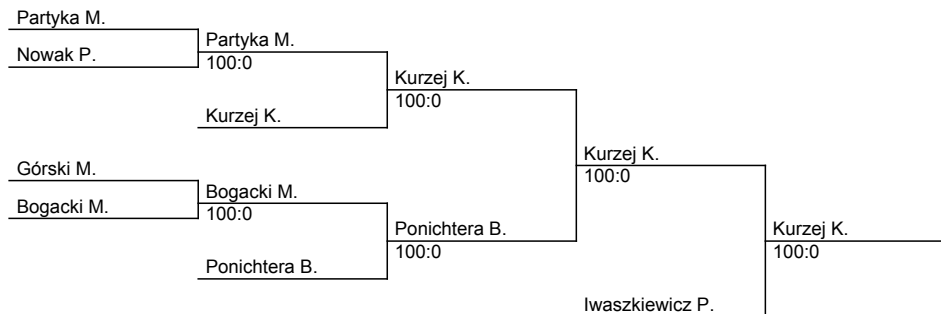 Partyka M.
Nowak P.
Partyka M.
100:0
Kurzej K.
Kurzej K.
100:0
Górski M.
Bogacki M.
Bogacki M.
100:0
Ponichtera B.
Ponichtera B.
100:0
Kurzej K.
100:0
Iwaszkiewicz P.
Kurzej K.
100:0